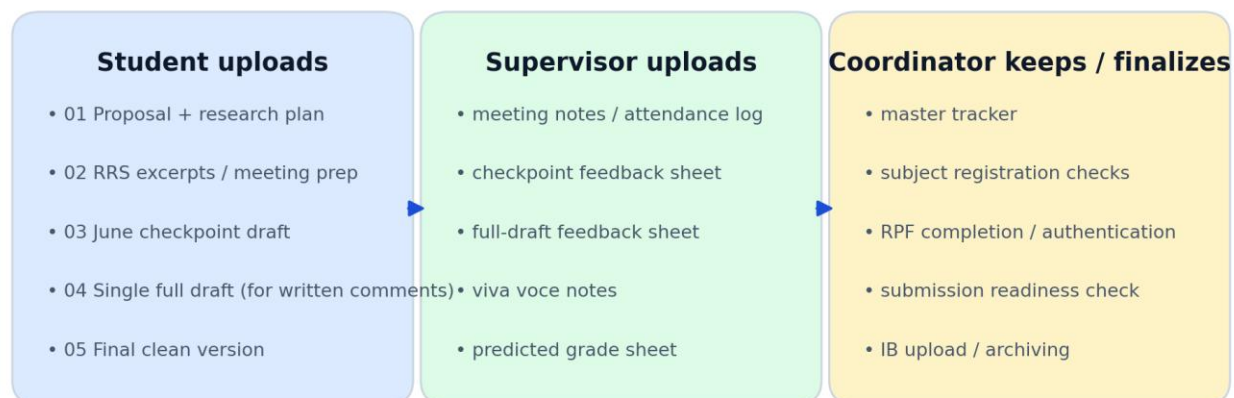 Student uploads
• 01 Proposal + research plan
• 02 RRS excerpts / meeting prep
• 03 June checkpoint draft
• 04 Single full draft (for written comments)
• 05 Final clean version
Supervisor uploads
• meeting notes / attendance log
• checkpoint feedback sheet
• full-draft feedback sheet
• viva voce notes
• predicted grade sheet
Coordinator keeps / finalizes
• master tracker
• subject registration checks
• RPF completion / authentication
• submission readiness check
• IB upload / archiving